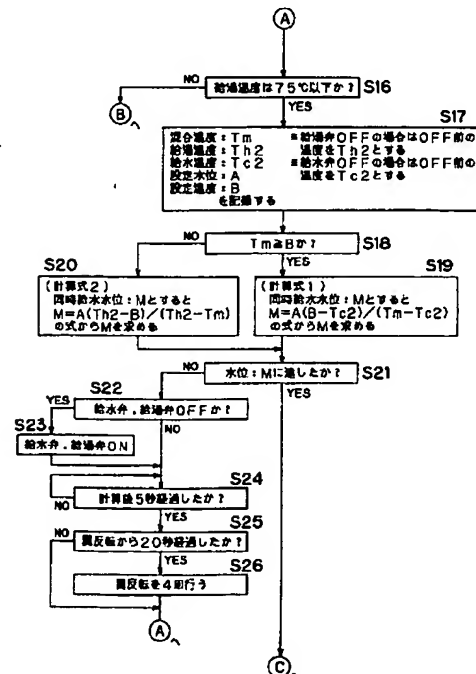 A
給湯温度は75℃以下か?
S16
NO
YES
Bへ
S17
混合温度:Tm ※給湯弁OFFの場合はOFF前の
給湯温度:Th2 温度をTh2とする
給水温度:Tc2 ※給水弁OFFの場合はOFF前の
設定水位:A 温度をTc2とする
設定温度:B
を記録する
NO
Tm≧Bか?
S18
YES
S20
(計算式2)
同時給水水位:Mとすると
M=A(Th2-B)/(Th2-Tm)
の式からMを求める
S19
(計算式1)
同時給水水位:Mとすると
M=A(B-Tc2)/(Tm-Tc2)
の式からMを求める
NO
水位:Mに達したか?
S21
YES
S22
YES
給水弁.給湯弁OFFか?
NO
S23
給水弁.給湯弁ON
S24
計算後5秒経過したか?
NO
YES
S25
NO
間反転から20秒経過したか?
YES
S26
間反転を4回行う
Aへ
Cへ